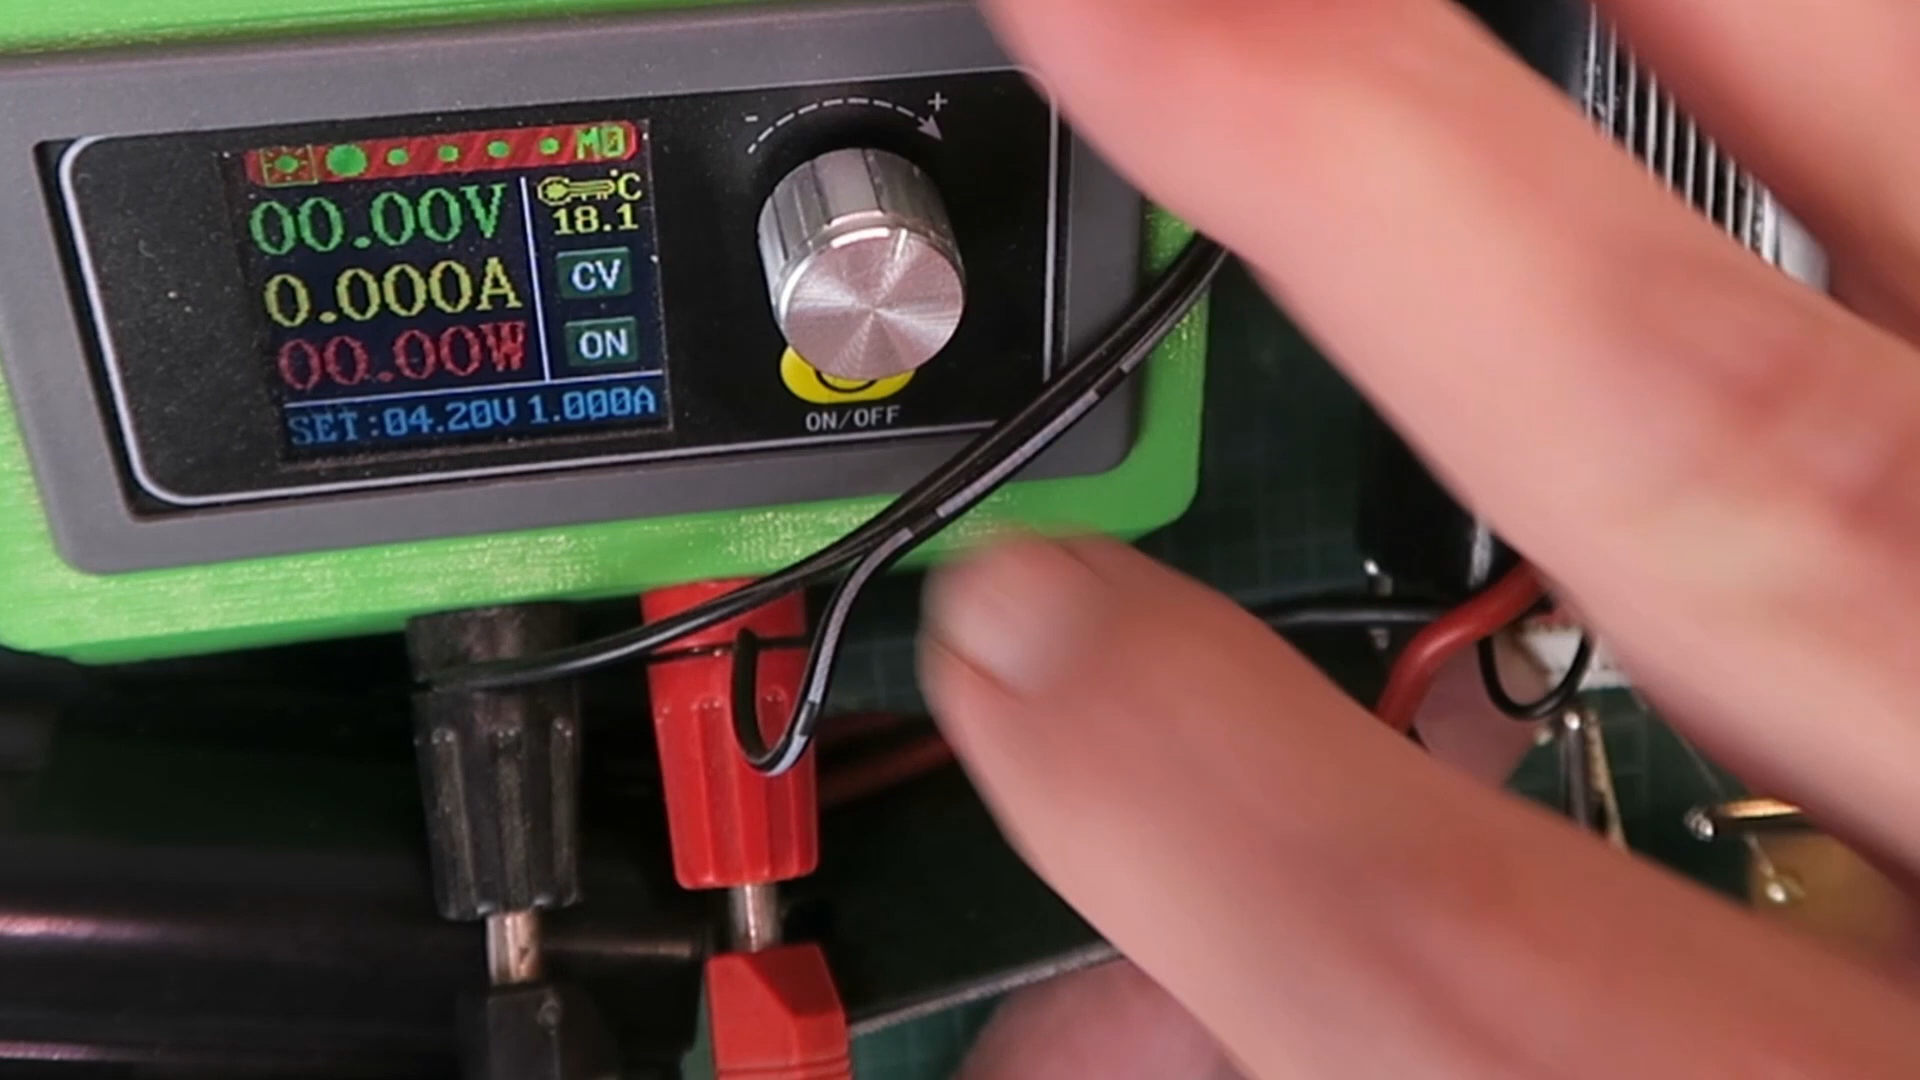 M0
00.00V
°C
18.1
0.000A
CV
00.00W
ON
SET:04.20V 1.000A
- +
ON/OFF